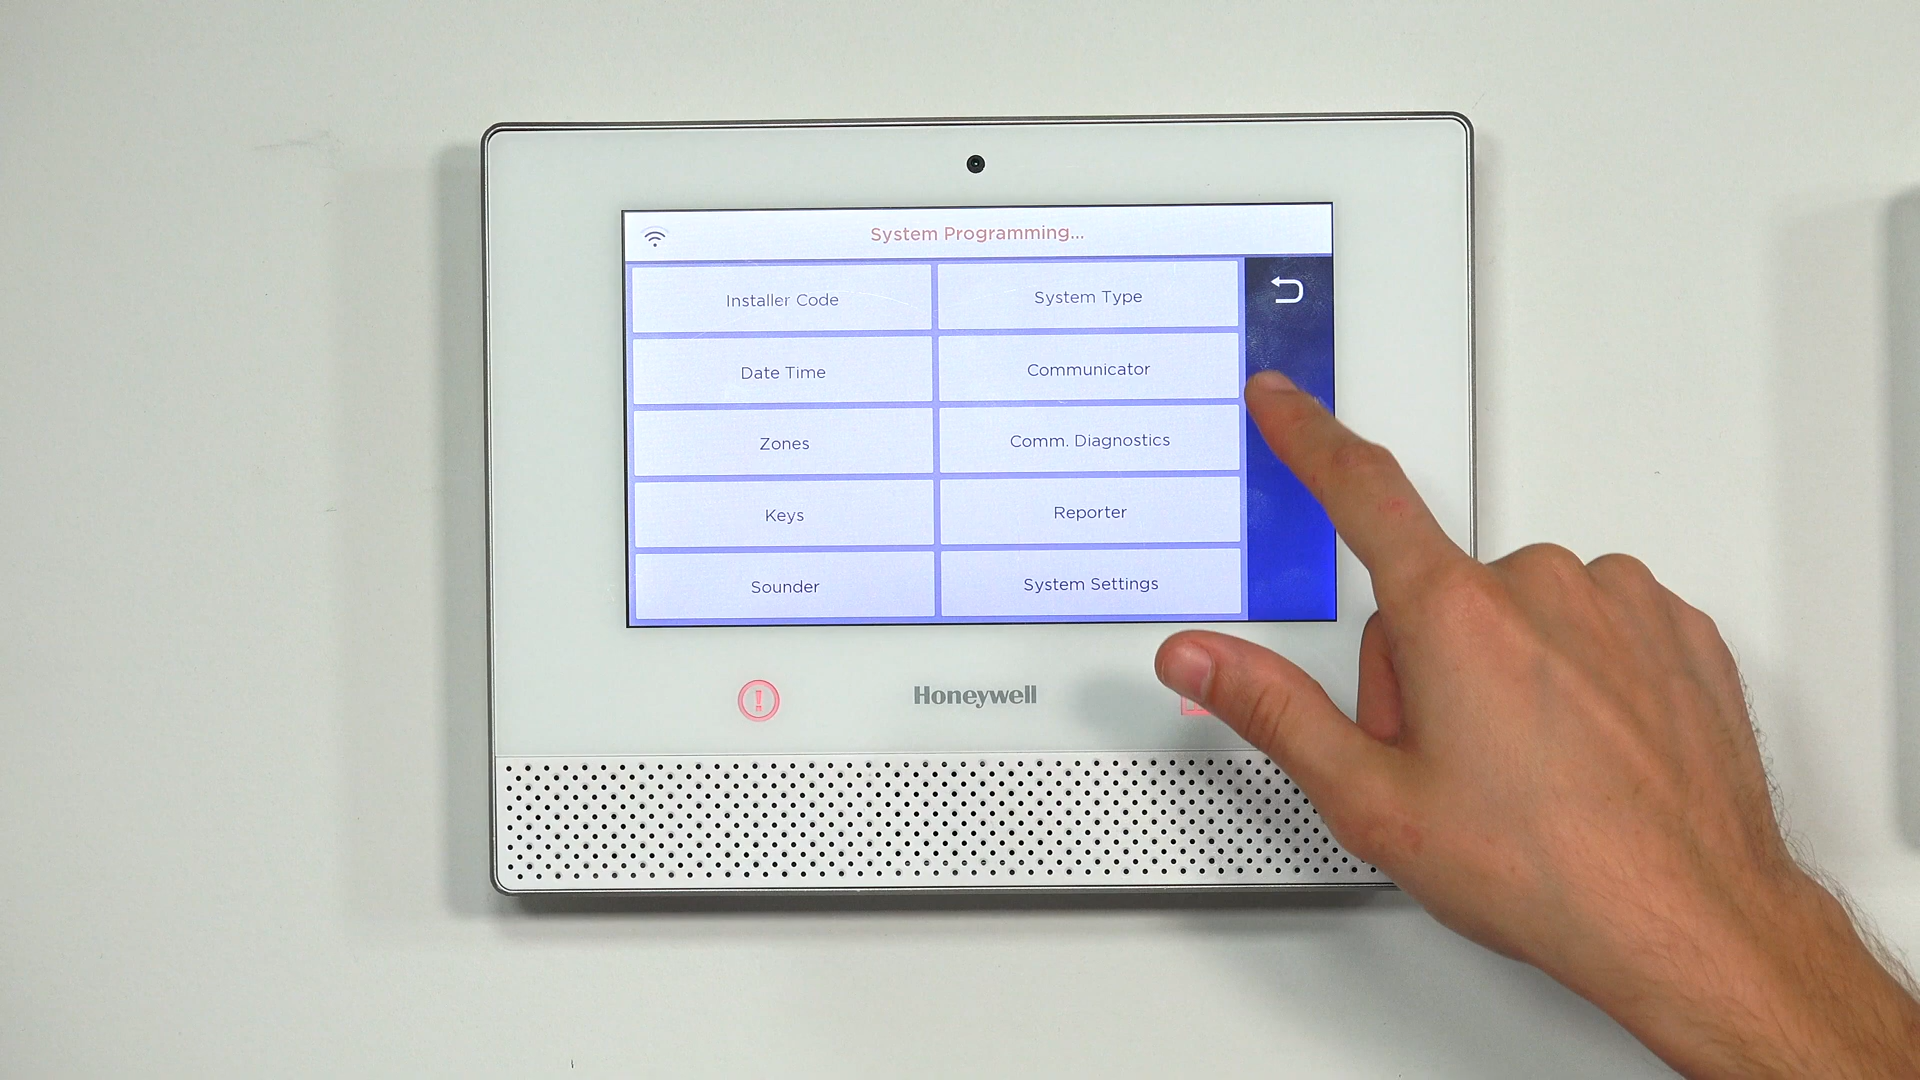 System Programming...
Installer Code
System Type
Date Time
Communicator
Zones
Comm. Diagnostics
Keys
Reporter
Sounder
System Settings
Honeywell